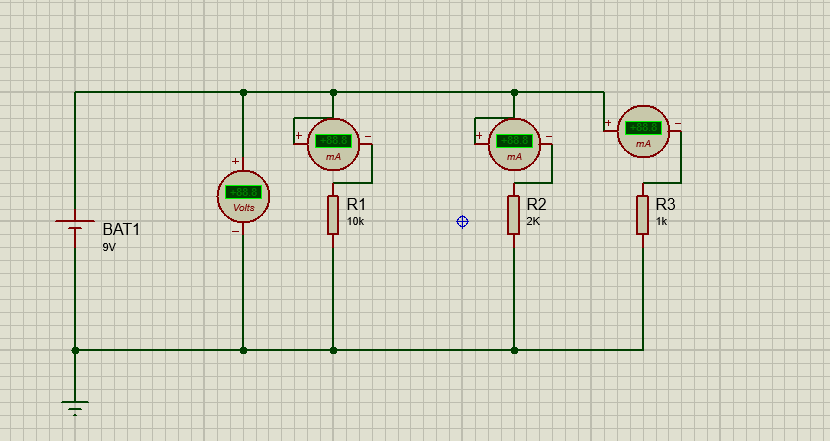 BAT1
9V
+
+88.8
Volts
−
+
+88.8
mA
−
R1
10k
+
+88.8
mA
−
R2
2K
+
+88.8
mA
−
R3
1k